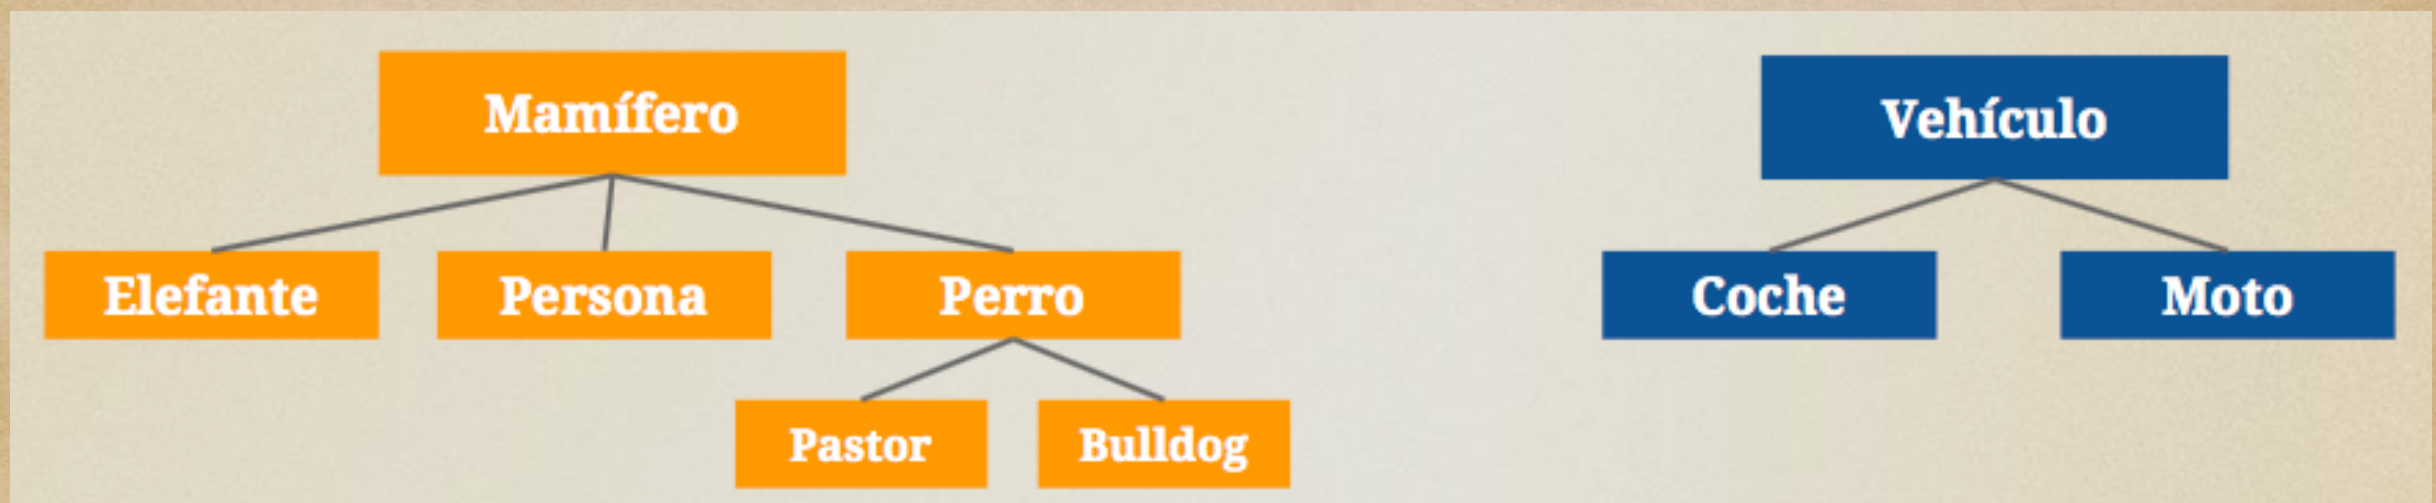 Mamífero
Vehículo
Elefante
Persona
Perro
Coche
Moto
Pastor
Bulldog